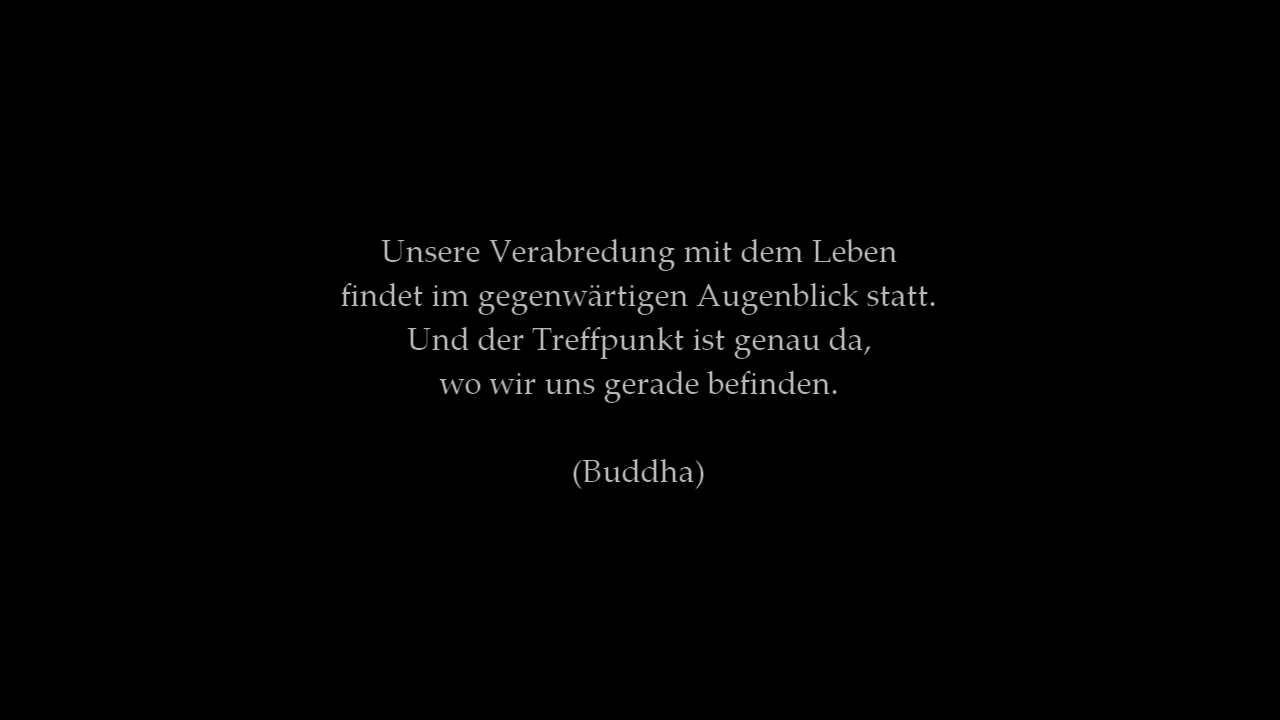 Unsere Verabredung mit dem Leben
findet im gegenwärtigen Augenblick statt.
Und der Treffpunkt ist genau da,
wo wir uns gerade befinden.
(Buddha)